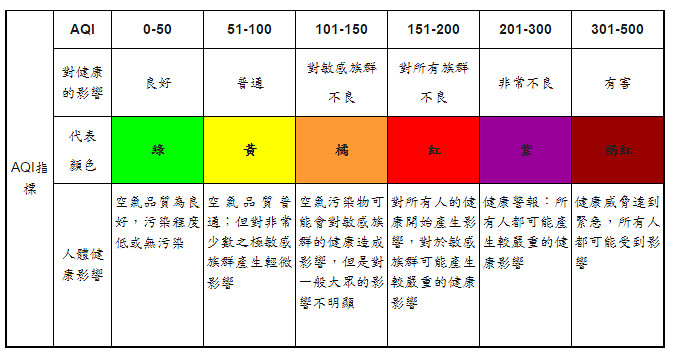 AQI指
標
AQI
0-50
51-100
101-150
151-200
201-300
301-500
對健康
的影響
良好
普通
對敏感族群
不良
對所有族群
不良
非常不良
有害
代表
顏色
綠
黃
橘
紅
紫
褐紅
人體健
康影響
空氣品質為良
好，污染程度
低或無污染
空氣品質普
通；但對非常
少數之極敏感
族群產生輕微
影響
空氣污染物可
能會對敏感族
群的健康造成
影響，但是對
一般大眾的影
響不明顯
對所有人的健
康開始產生影
響，對於敏感
族群可能產生
較嚴重的健康
影響
健康警報：所
有人都可能產
生較嚴重的健
康影響
健康威脅達到
緊急，所有人
都可能受到影
響